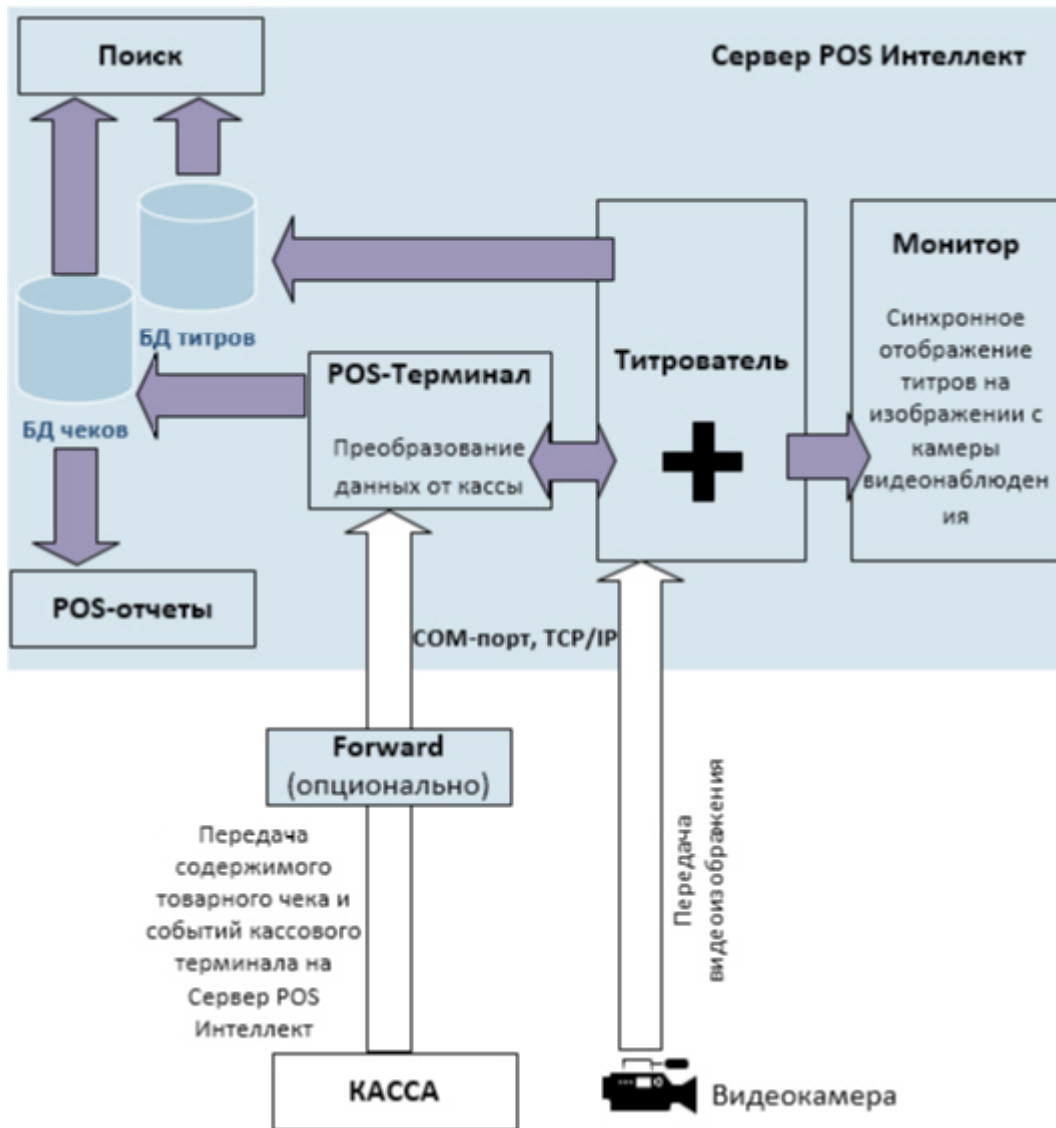 Поиск
Сервер POS Интеллект
БД титров
БД чеков
POS-Терминал
Преобразование
данных от кассы
Титрователь
Монитор
Синхронное
отображение
титров на
изображении с
камеры
видеонаблюден
ия
POS-отчеты
COM-порт, TCP/IP
Forward
(опционально)
Передача
содержимого
товарного чека и
событий кассового
терминала на
Сервер POS
Интеллект
Передача
видеоизображения
КАССА
Видеокамера